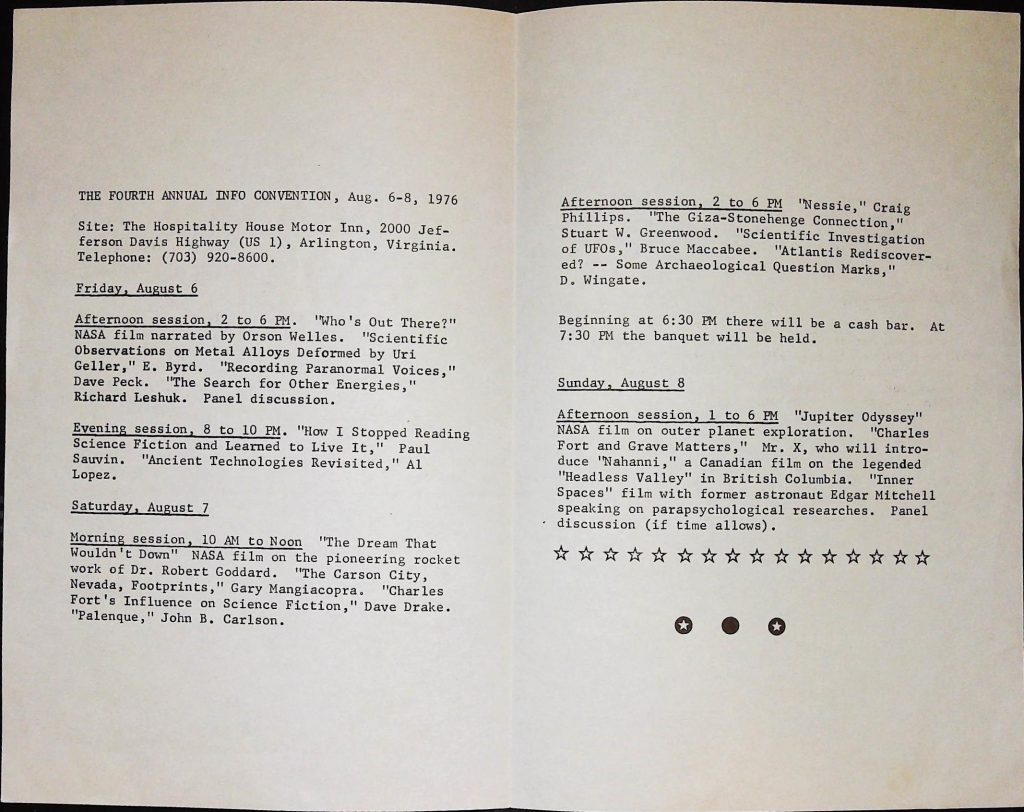 THE FOURTH ANNUAL INFO CONVENTION, Aug. 6-8, 1976
Site: The Hospitality House Motor Inn, 2000 Jef-
ferson Davis Highway (US 1), Arlington, Virginia.
Telephone: (703) 920-8600.
Friday, August 6
Afternoon session, 2 to 6 PM. "Who's Out There?"
NASA film narrated by Orson Welles. "Scientific
Observations on Metal Alloys Deformed by Uri
Geller," E. Byrd. "Recording Paranormal Voices,"
Dave Peck. "The Search for Other Energies,"
Richard Leshuk. Panel discussion.
Evening session, 8 to 10 PM. "How I Stopped Reading
Science Fiction and Learned to Live It," Paul
Sauvin. "Ancient Technologies Revisited," Al
Lopez.
Saturday, August 7
Morning session, 10 AM to Noon "The Dream That
Wouldn't Down" NASA film on the pioneering rocket
work of Dr. Robert Goddard. "The Carson City,
Nevada, Footprints," Gary Mangiacopra. "Charles
Fort's Influence on Science Fiction," Dave Drake.
"Palenque," John B. Carlson.
Afternoon session, 2 to 6 PM "Nessie," Craig
Phillips. "The Giza-Stonehenge Connection,"
Stuart W. Greenwood. "Scientific Investigation
of UFOs," Bruce Maccabee. "Atlantis Rediscover-
ed? -- Some Archaeological Question Marks,"
D. Wingate.
Beginning at 6:30 PM there will be a cash bar. At
7:30 PM the banquet will be held.
Sunday, August 8
Afternoon session, 1 to 6 PM "Jupiter Odyssey"
NASA film on outer planet exploration. "Charles
Fort and Grave Matters," Mr. X, who will intro-
duce 'Nahanni," a Canadian film on the legended
"Headless Valley" in British Columbia. "Inner
Spaces" film with former astronaut Edgar Mitchell
speaking on parapsychological researches. Panel
discussion (if time allows).